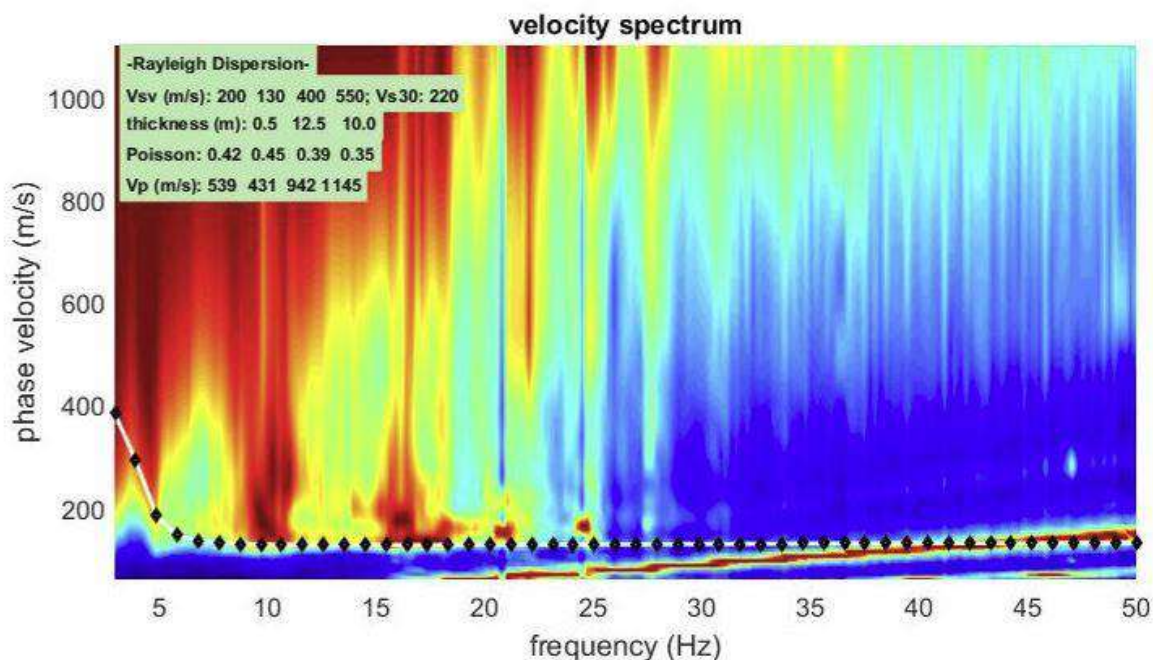 velocity spectrum
-Rayleigh Dispersion-
Vsv (m/s): 200 130 400 550; Vs30: 220
thickness (m): 0.5 12.5 10.0
Poisson: 0.42 0.45 0.39 0.35
Vp (m/s): 539 431 942 1145
phase velocity (m/s)
1000
800
600
400
200
5 10 15 20 25 30 35 40 45 50
frequency (Hz)